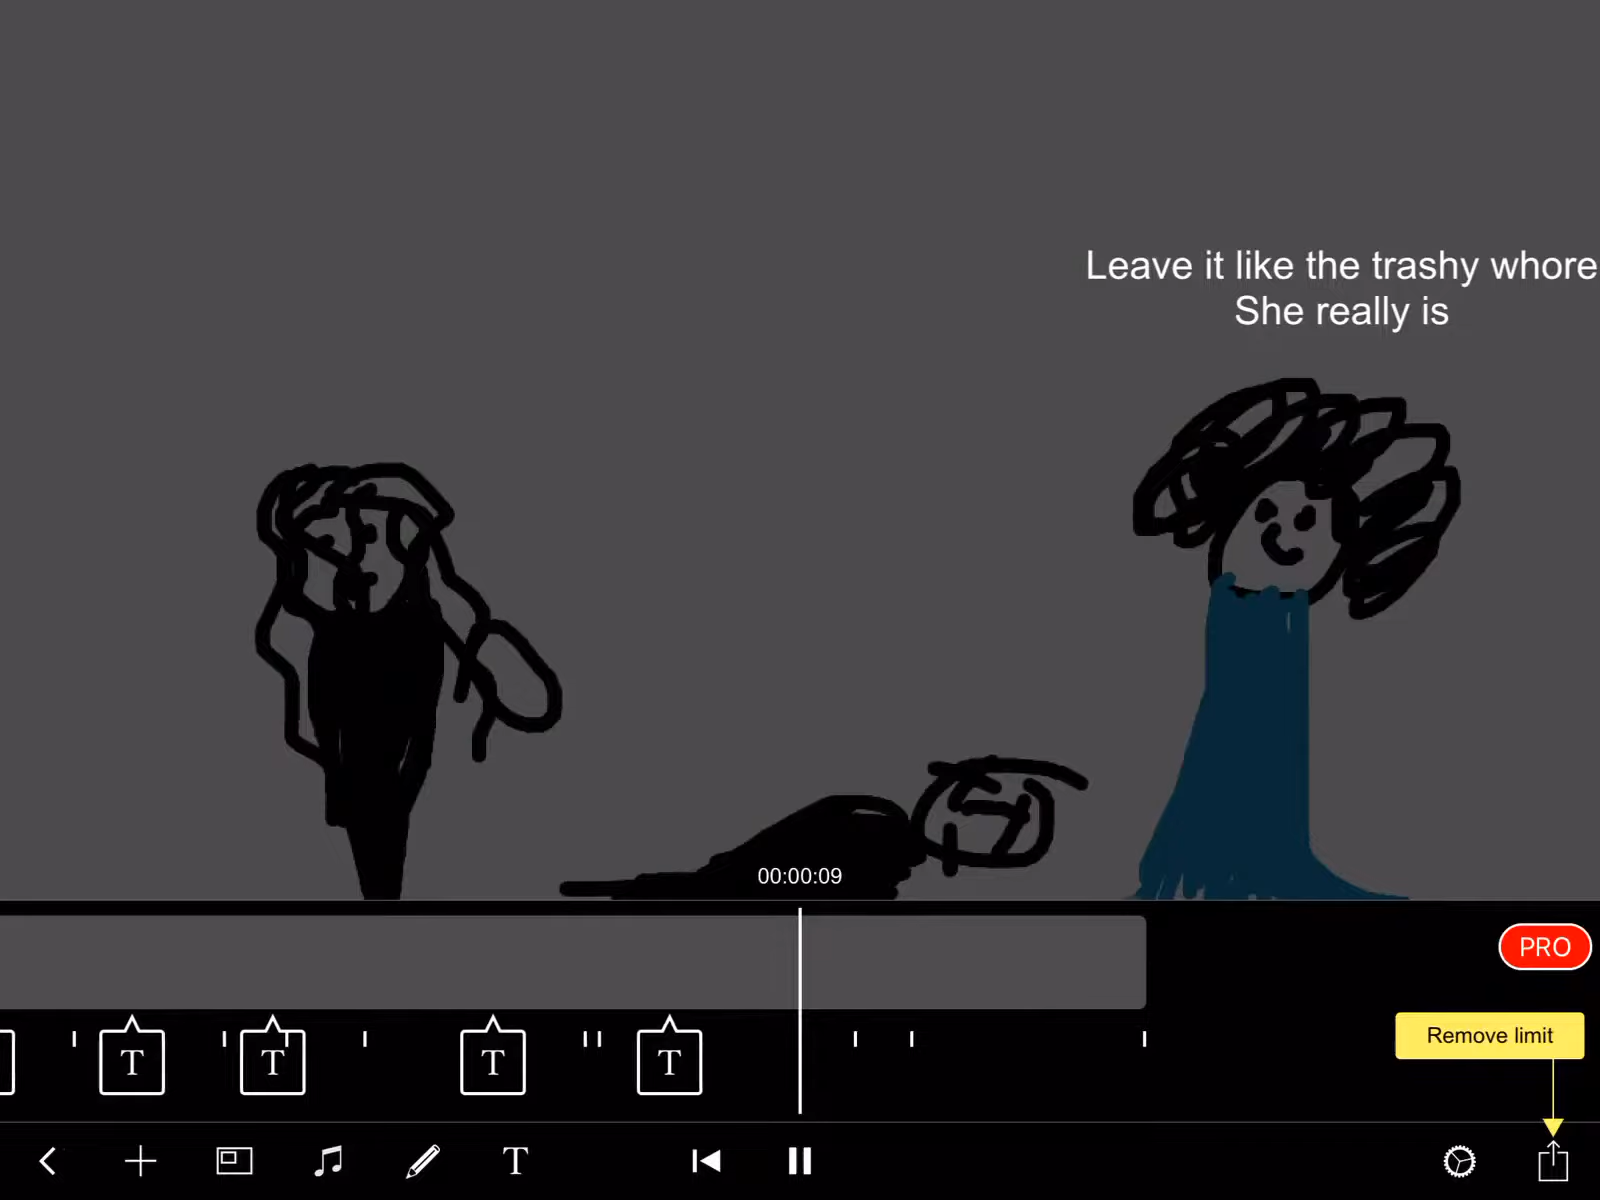 Leave it like the trashy whore
She really is
00:00:09
PRO
Remove limit
T
T
T
T
T